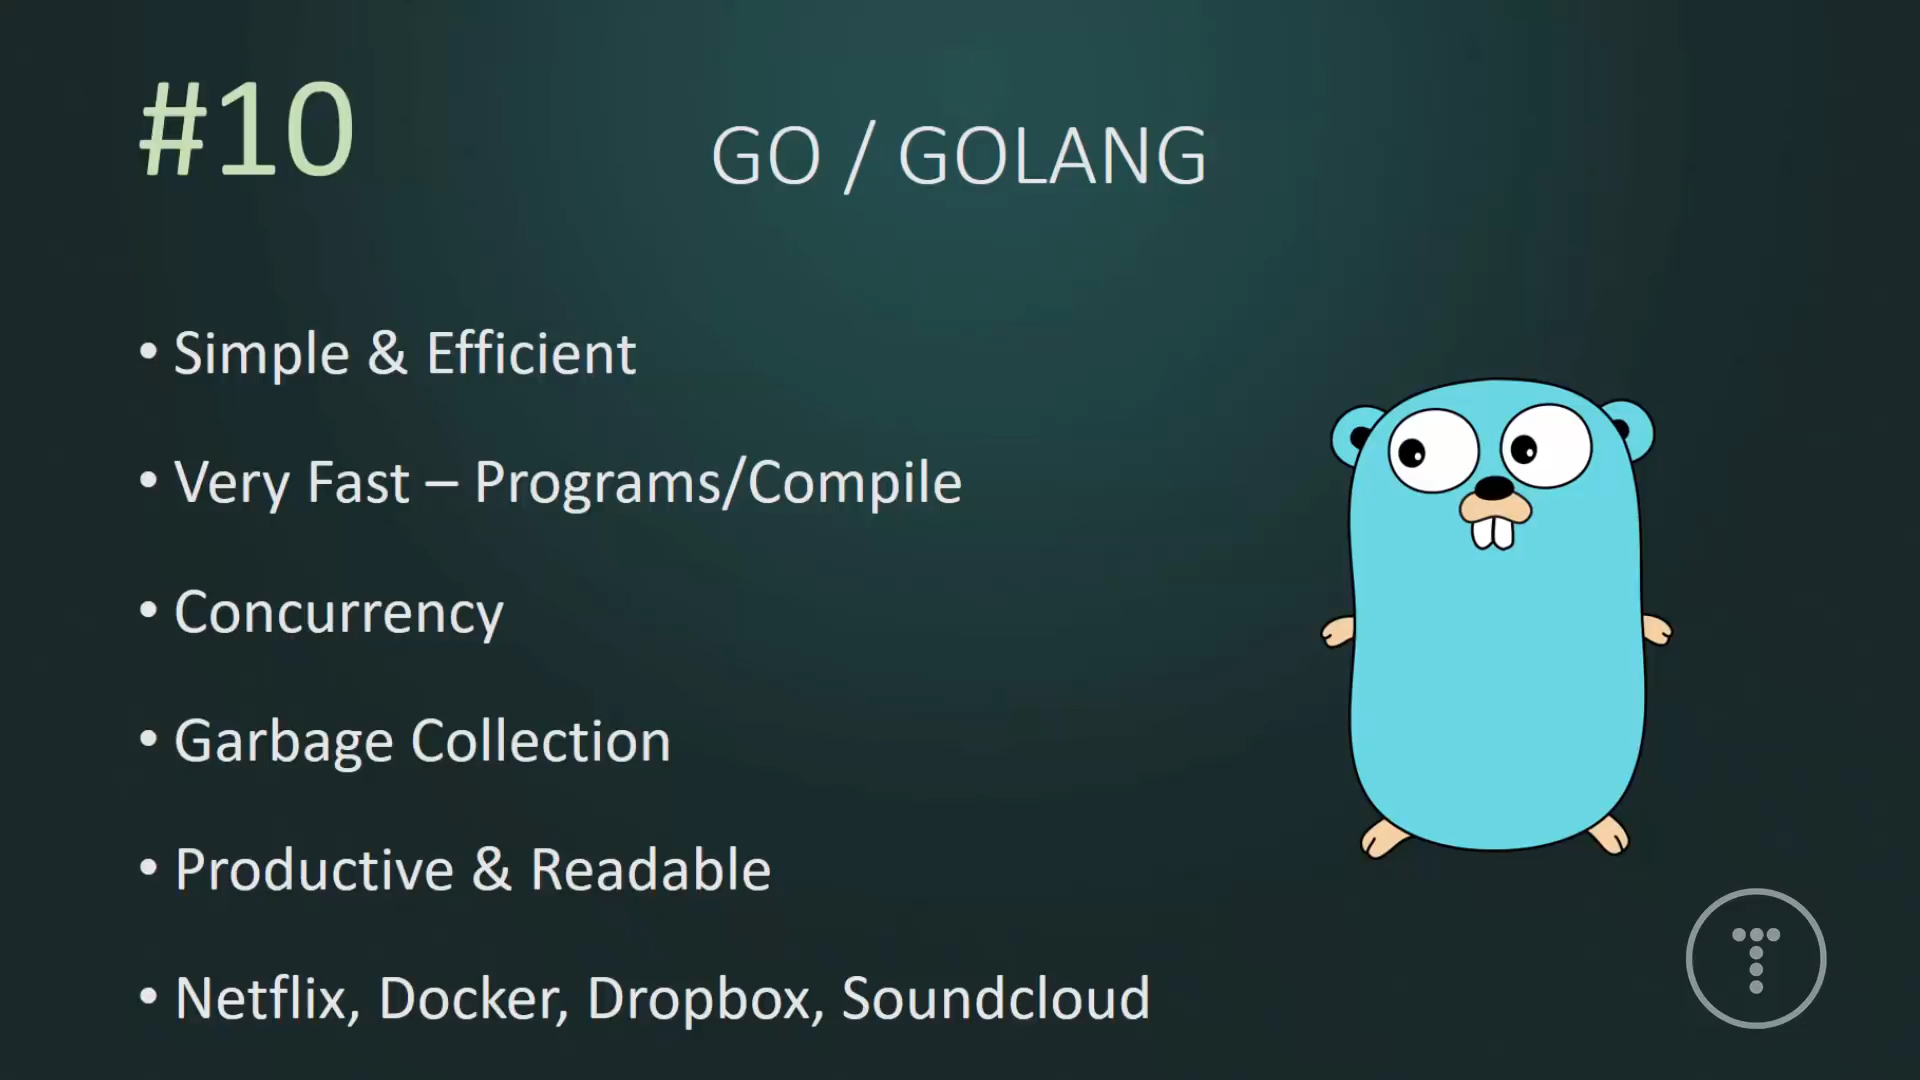 #10
GO / GOLANG
• Simple & Efficient
• Very Fast – Programs/Compile
• Concurrency
• Garbage Collection
• Productive & Readable
• Netflix, Docker, Dropbox, Soundcloud
T